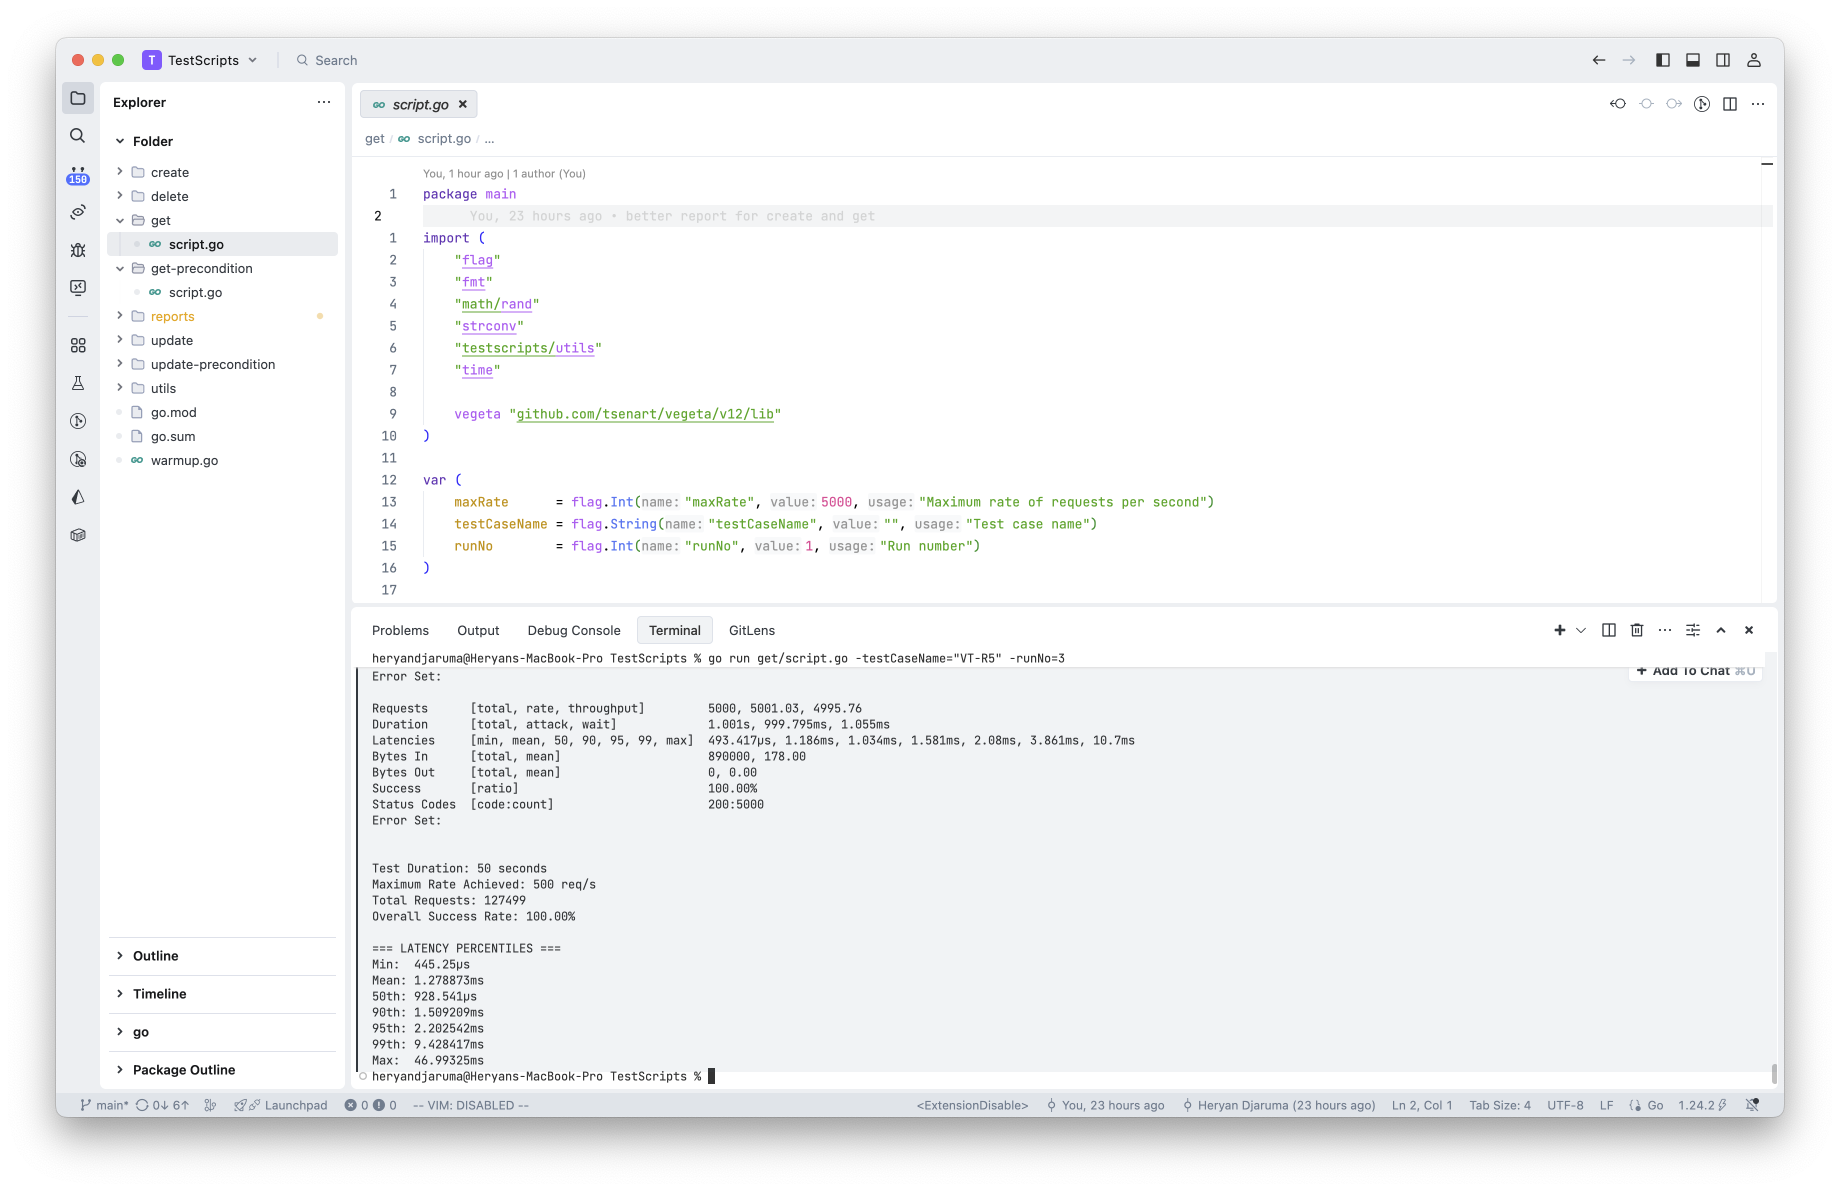 T TestScripts
Search
Explorer
150
Folder
create
delete
get
script.go
get-precondition
script.go
reports
update
update-precondition
utils
go.mod
go.sum
warmup.go
Outline
Timeline
go
Package Outline
script.go
get / script.go / ...
You, 1 hour ago | 1 author (You)
1 package main
2 You, 23 hours ago • better report for create and get
1 import (
2 "flag"
3 "fmt"
4 "math/rand"
5 "strconv"
6 "testscripts/utils"
7 "time"
8
9 vegeta "github.com/tsenart/vegeta/v12/lib"
10 )
11
12 var (
13 maxRate = flag.Int(name: "maxRate", value: 5000, usage: "Maximum rate of requests per second")
14 testCaseName = flag.String(name: "testCaseName", value: "", usage: "Test case name")
15 runNo = flag.Int(name: "runNo", value: 1, usage: "Run number")
16 )
17
Problems Output Debug Console Terminal GitLens
heryandjaruma@Heryans-MacBook-Pro TestScripts % go run get/script.go -testCaseName="VT-R5" -runNo=3
+ Add To Chat ⌘U
Error Set:
Requests [total, rate, throughput] 5000, 5001.03, 4995.76
Duration [total, attack, wait] 1.001s, 999.795ms, 1.055ms
Latencies [min, mean, 50, 90, 95, 99, max] 493.417µs, 1.186ms, 1.034ms, 1.581ms, 2.08ms, 3.861ms, 10.7ms
Bytes In [total, mean] 890000, 178.00
Bytes Out [total, mean] 0, 0.00
Success [ratio] 100.00%
Status Codes [code:count] 200:5000
Error Set:
Test Duration: 50 seconds
Maximum Rate Achieved: 500 req/s
Total Requests: 127499
Overall Success Rate: 100.00%
=== LATENCY PERCENTILES ===
Min: 445.25µs
Mean: 1.278873ms
50th: 928.541µs
90th: 1.509209ms
95th: 2.202542ms
99th: 9.428417ms
Max: 46.99325ms
heryandjaruma@Heryans-MacBook-Pro TestScripts %
main* 0↓ 6↑ Launchpad 0 0 -- VIM: DISABLED -- <ExtensionDisable> You, 23 hours ago Heryan Djaruma (23 hours ago) Ln 2, Col 1 Tab Size: 4 UTF-8 LF Go 1.24.2